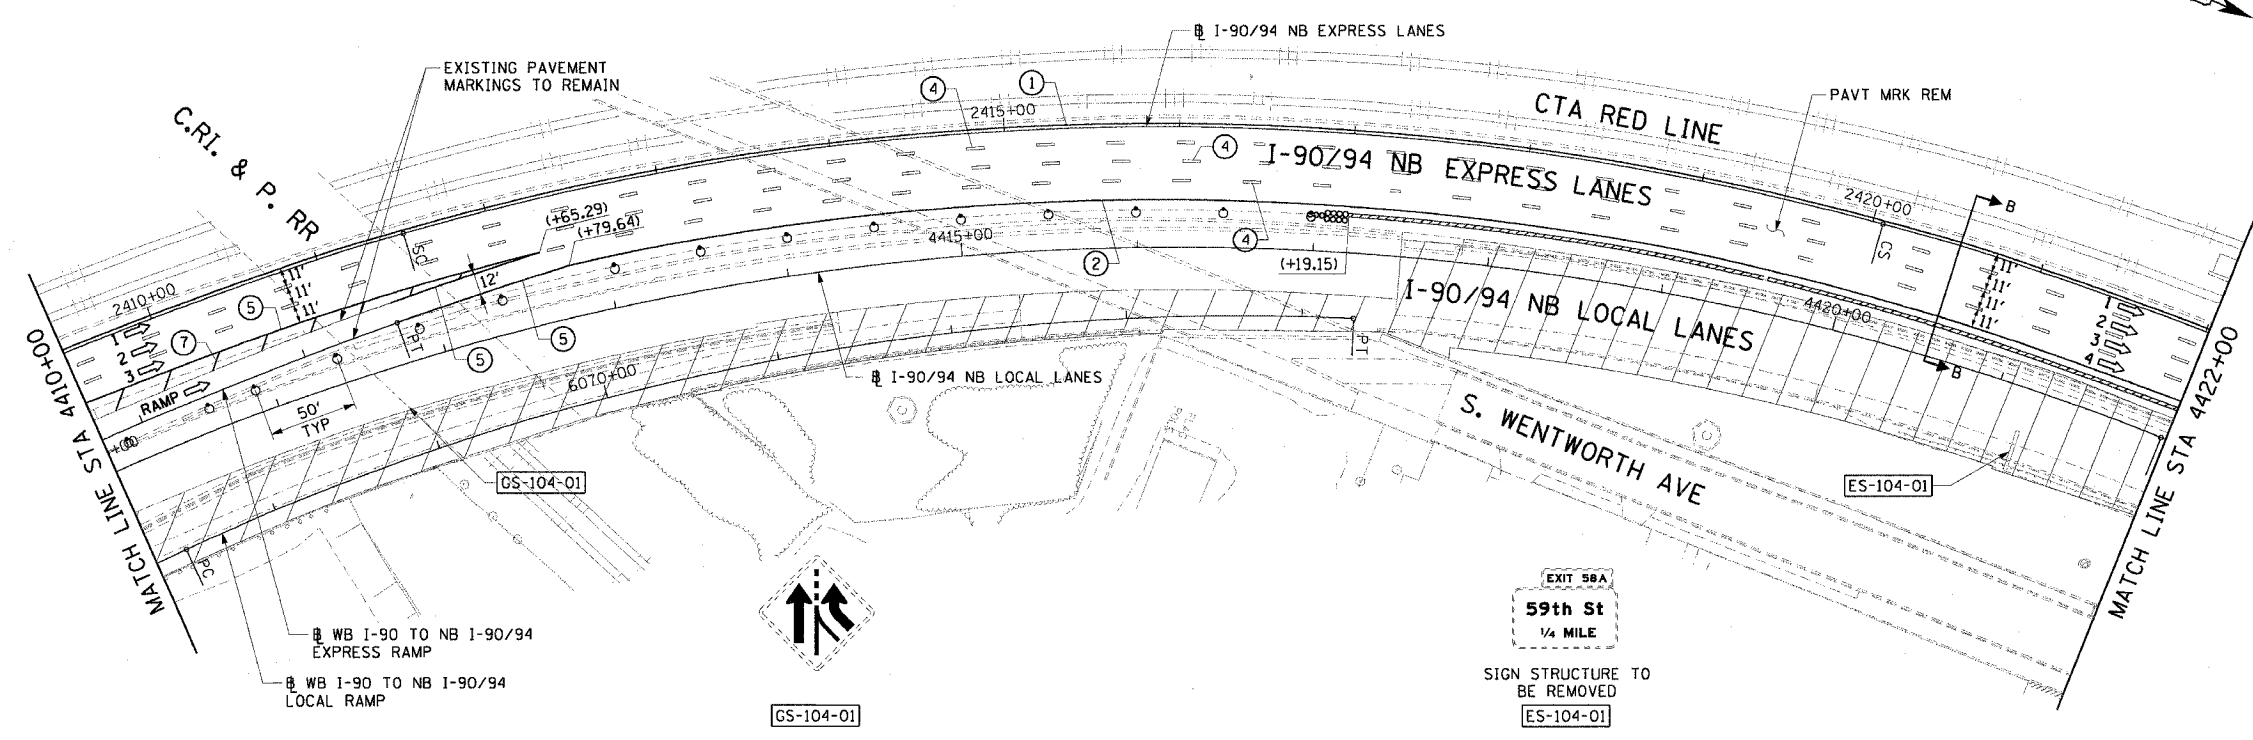 ℄ I-90/94 NB EXPRESS LANES
EXISTING PAVEMENT
MARKINGS TO REMAIN
C.RI. & P. RR
4
1
2415+00
CTA RED LINE
PAVT MRK REM
I-90/94 NB EXPRESS LANES
4
4
2420+00
B
B
SC
CS
(+65.29)
(+79.64)
12'
11'
11'
11'
11'
11'
11'
11'
2410+00
5
7
5
5
2
4415+00
(+19.15)
I-90/94 NB LOCAL LANES
4420+00
1
2
3
RAMP
1
2
3
4
PT
PT
50'
TYP
+00
6070+00
℄ I-90/94 NB LOCAL LANES
S. WENTWORTH AVE
GS-104-01
ES-104-01
MATCH LINE STA 4410+00
MATCH LINE STA 4422+00
PC
℄ WB I-90 TO NB I-90/94
EXPRESS RAMP
℄ WB I-90 TO NB I-90/94
LOCAL RAMP
GS-104-01
EXIT 58A
59th St
1/4 MILE
SIGN STRUCTURE TO
BE REMOVED
ES-104-01